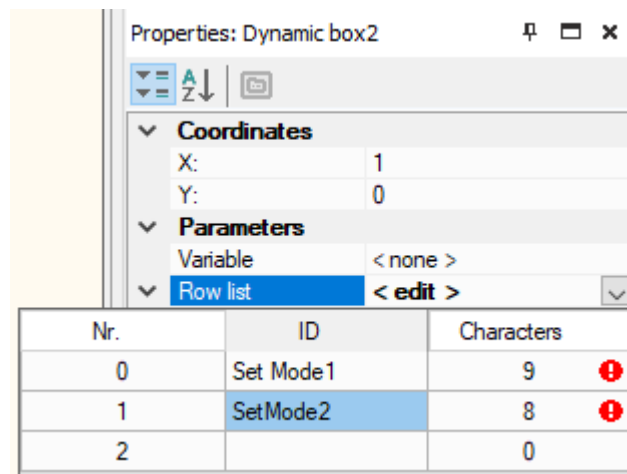 Properties: Dynamic box2
Coordinates
X: 1
Y: 0
Parameters
Variable < none >
Row list < edit >
Nr. ID Characters
0 Set Mode1 9
1 SetMode2 8
2 0